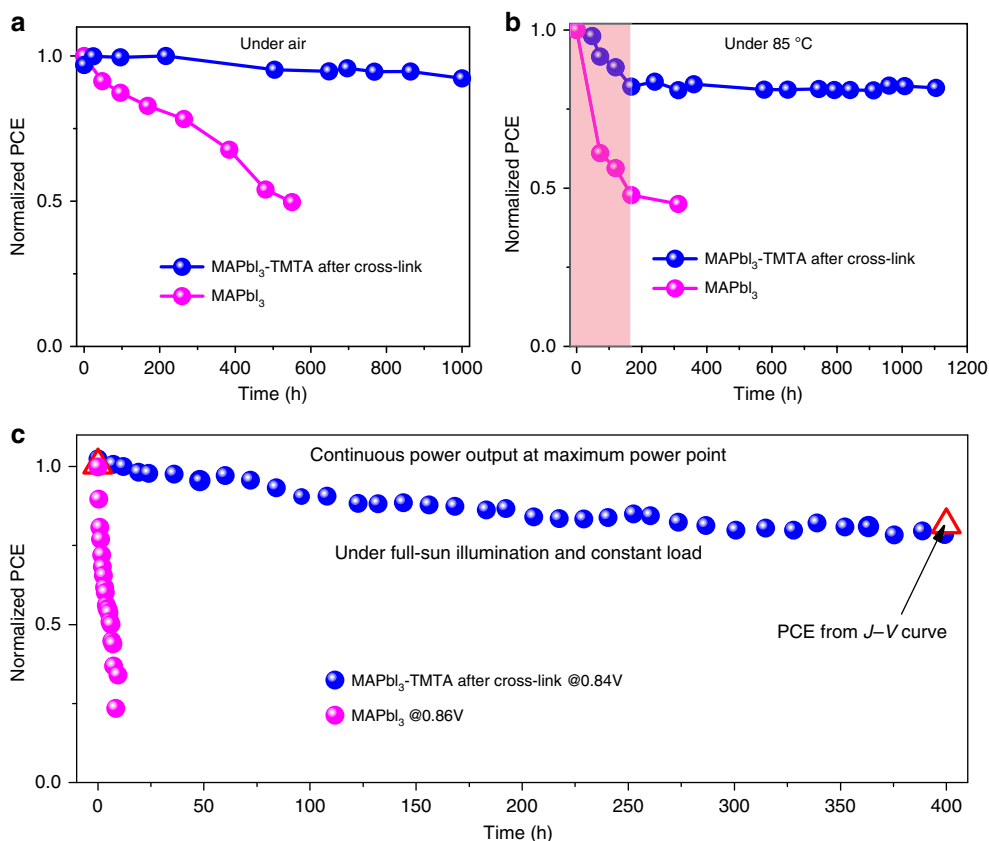 a
Under air
Normalized PCE
1.0
0.5
0.0
MAPbI₃-TMTA after cross-link
MAPbI₃
0 200 400 600 800 1000
Time (h)
b
Under 85 °C
Normalized PCE
1.0
0.5
0.0
MAPbI₃-TMTA after cross-link
MAPbI₃
0 200 400 600 800 1000 1200
Time (h)
c
Continuous power output at maximum power point
Normalized PCE
1.0
0.5
0.0
Under full-sun illumination and constant load
PCE from J–V curve
MAPbI₃-TMTA after cross-link @0.84V
MAPbI₃ @0.86V
0 50 100 150 200 250 300 350 400
Time (h)